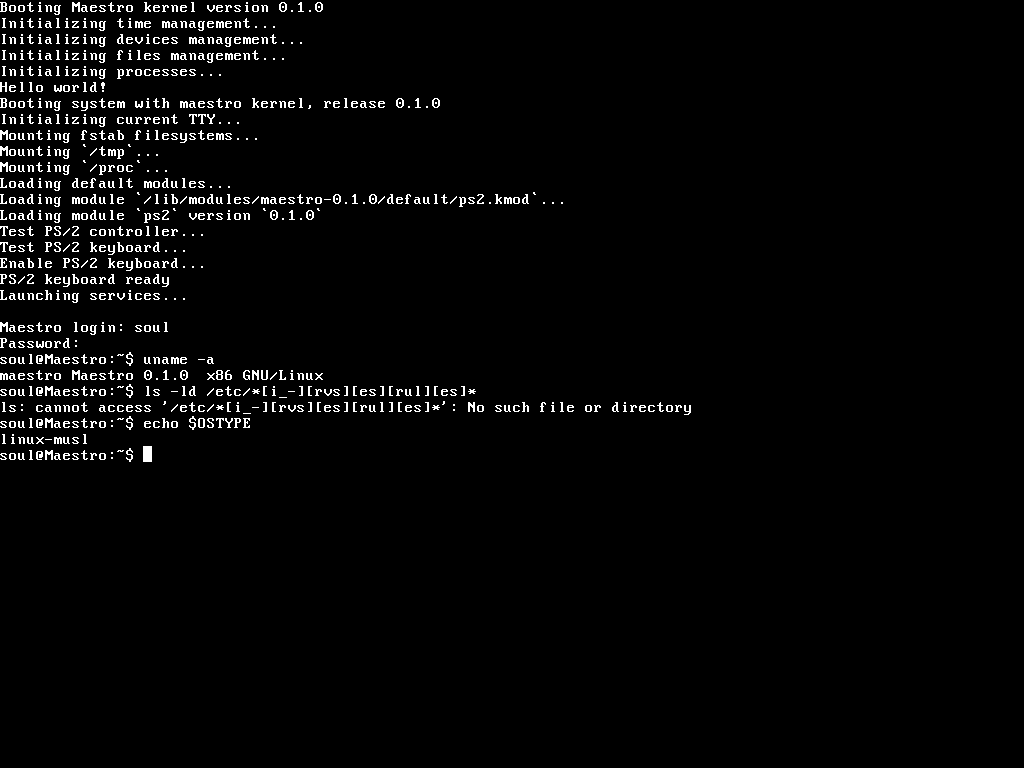 Booting Maestro kernel version 0.1.0
Initializing time management...
Initializing devices management...
Initializing files management...
Initializing processes...
Hello world!
Booting system with maestro kernel, release 0.1.0
Initializing current TTY...
Mounting fstab filesystems...
Mounting `/tmp`...
Mounting `/proc`...
Loading default modules...
Loading module `/lib/modules/maestro-0.1.0/default/ps2.kmod`...
Loading module `ps2` version `0.1.0`
Test PS/2 controller...
Test PS/2 keyboard...
Enable PS/2 keyboard...
PS/2 keyboard ready
Launching services...
Maestro login: soul
Password:
soul@Maestro:~$ uname -a
maestro Maestro 0.1.0  x86 GNU/Linux
soul@Maestro:~$ ls -ld /etc/*[i_-][rvs][es][rul][es]*
ls: cannot access '/etc/*[i_-][rvs][es][rul][es]*': No such file or directory
soul@Maestro:~$ echo $OSTYPE
linux-musl
soul@Maestro:~$